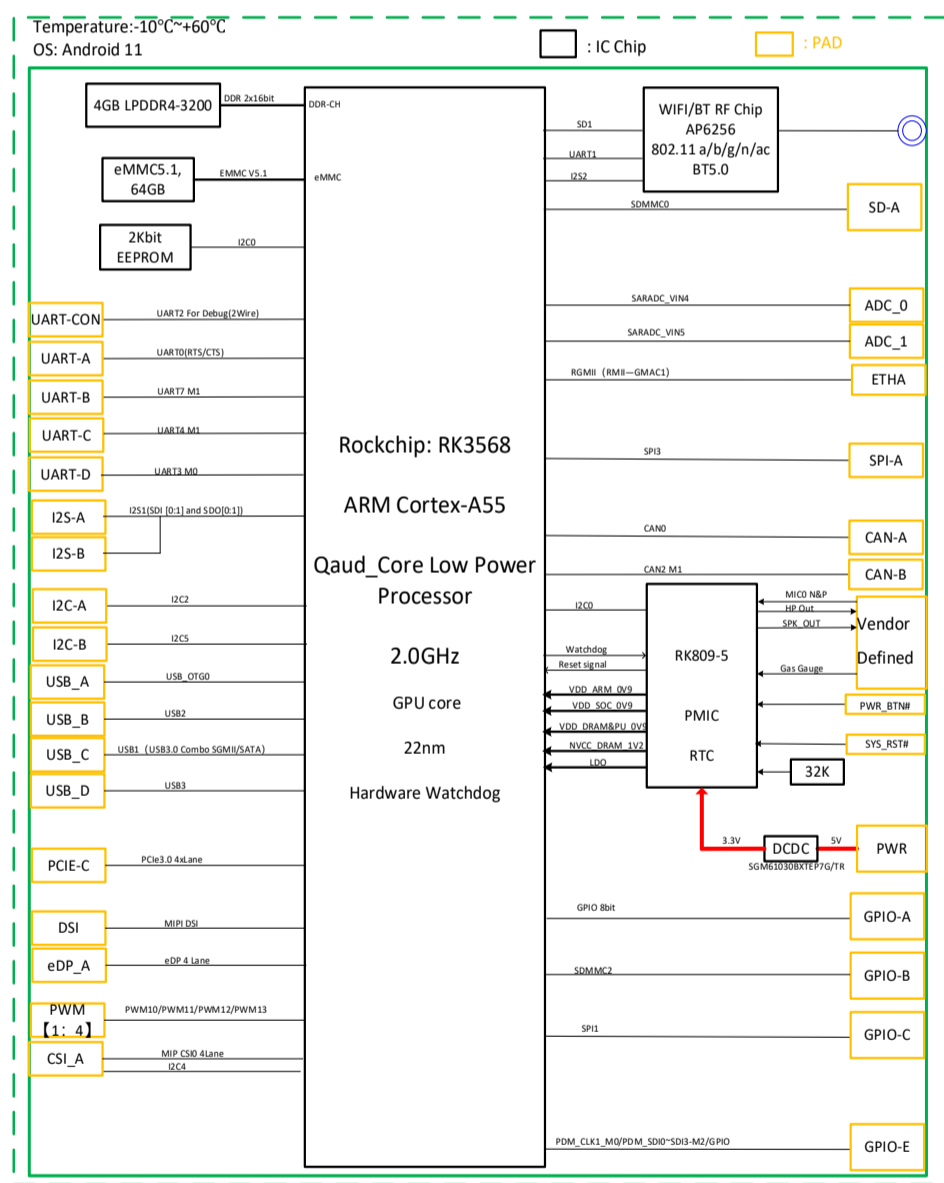 Temperature:-10℃~+60℃
OS: Android 11
: IC Chip
: PAD
4GB LPDDR4-3200
DDR 2x16bit
DDR-CH
eMMC5.1,
64GB
EMMC V5.1
eMMC
2Kbit
EEPROM
I2C0
UART-CON
UART2 For Debug(2Wire)
UART-A
UART0(RTS/CTS)
UART-B
UART7 M1
UART-C
UART4 M1
UART-D
UART3 M0
I2S-A
I2S1(SDI [0:1] and SDO[0:1])
I2S-B
I2C-A
I2C2
I2C-B
I2C5
USB_A
USB_OTG0
USB_B
USB2
USB_C
USB1（USB3.0 Combo SGMII/SATA)
USB_D
USB3
PCIE-C
PCIe3.0 4xLane
DSI
MIPI DSI
eDP_A
eDP 4 Lane
PWM
【1: 4】
PWM10/PWM11/PWM12/PWM13
CSI_A
MIP CSI0 4Lane
I2C4
Rockchip: RK3568
ARM Cortex-A55
Qaud_Core Low Power
Processor
2.0GHz
GPU core
22nm
Hardware Watchdog
SD1
UART1
I2S2
WIFI/BT RF Chip
AP6256
802.11 a/b/g/n/ac
BT5.0
SDMMC0
SD-A
SARADC_VIN4
ADC_0
SARADC_VIN5
ADC_1
RGMII（RMII—GMAC1)
ETHA
SPI3
SPI-A
CAN0
CAN-A
CAN2 M1
CAN-B
I2C0
Watchdog
Reset signal
VDD_ARM_0V9
VDD_SOC_0V9
VDD_DRAM&PU_0V9
NVCC_DRAM_1V2
LDO
RK809-5
PMIC
RTC
MIC0 N&P
HP Out
SPK_OUT
Gas Gauge
Vendor
Defined
PWR_BTN#
SYS_RST#
32K
3.3V
DCDC
5V
PWR
SGM61030BXTEP7G/TR
GPIO 8bit
GPIO-A
SDMMC2
GPIO-B
SPI1
GPIO-C
PDM_CLK1_M0/PDM_SDI0~SDI3-M2/GPIO
GPIO-E